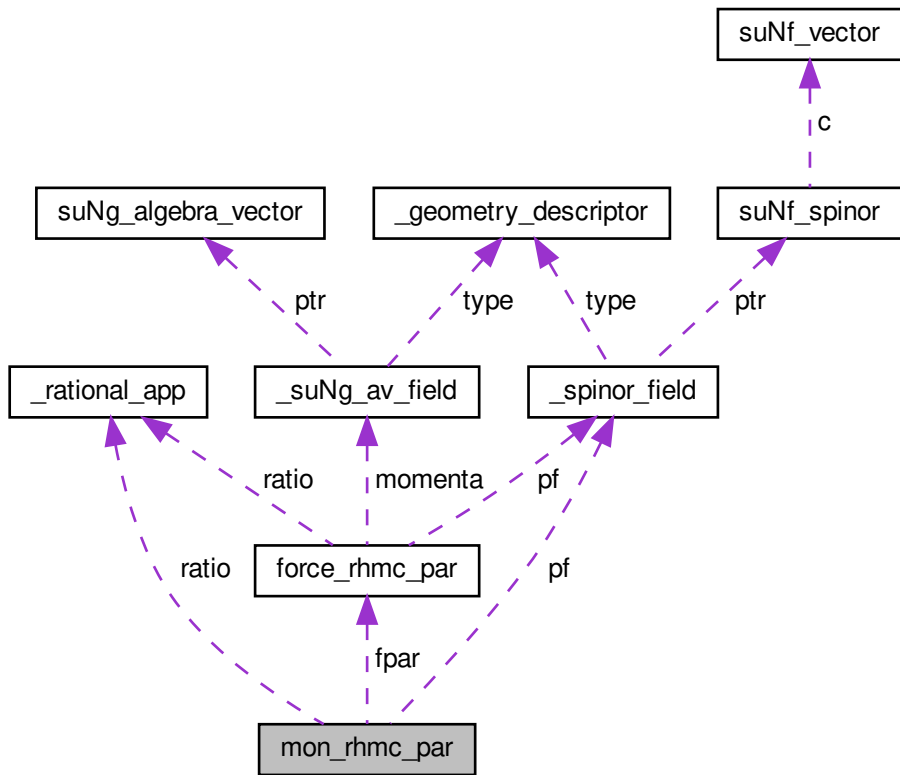 suNf_vector
c
suNg_algebra_vector
_geometry_descriptor
suNf_spinor
ptr
type
type
ptr
_rational_app
_suNg_av_field
_spinor_field
ratio
momenta
pf
ratio
force_rhmc_par
pf
fpar
mon_rhmc_par